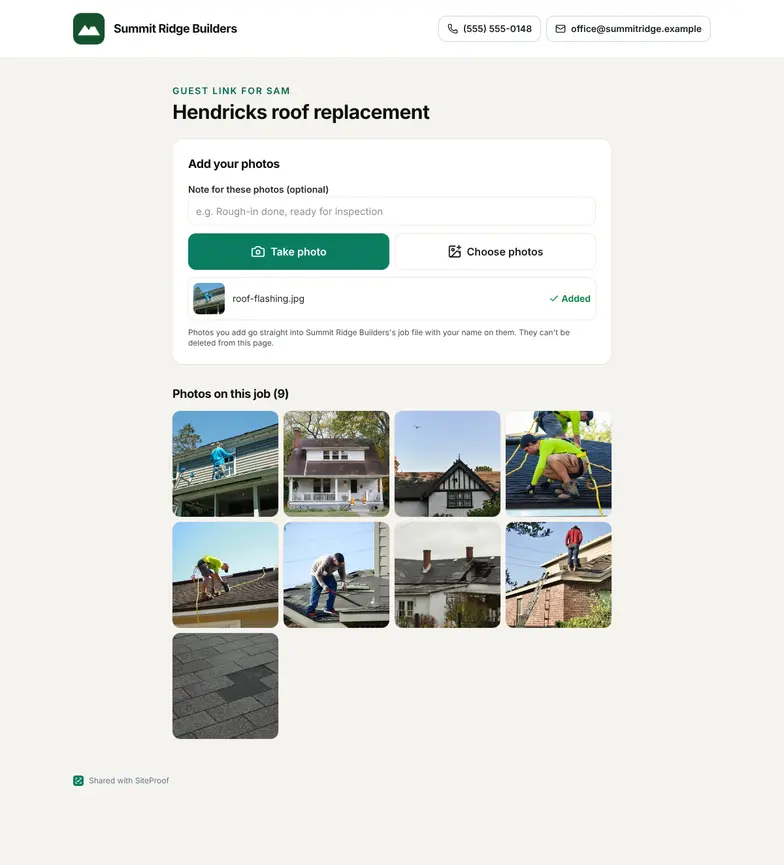 Summit Ridge Builders
(555) 555-0148
office@summitridge.example
GUEST LINK FOR SAM
Hendricks roof replacement
Add your photos
Note for these photos (optional)
e.g. Rough-in done, ready for inspection
Take photo
Choose photos
roof-flashing.jpg
Added
Photos you add go straight into Summit Ridge Builders's job file with your name on them. They can't be
deleted from this page.
Photos on this job (9)
Shared with SiteProof